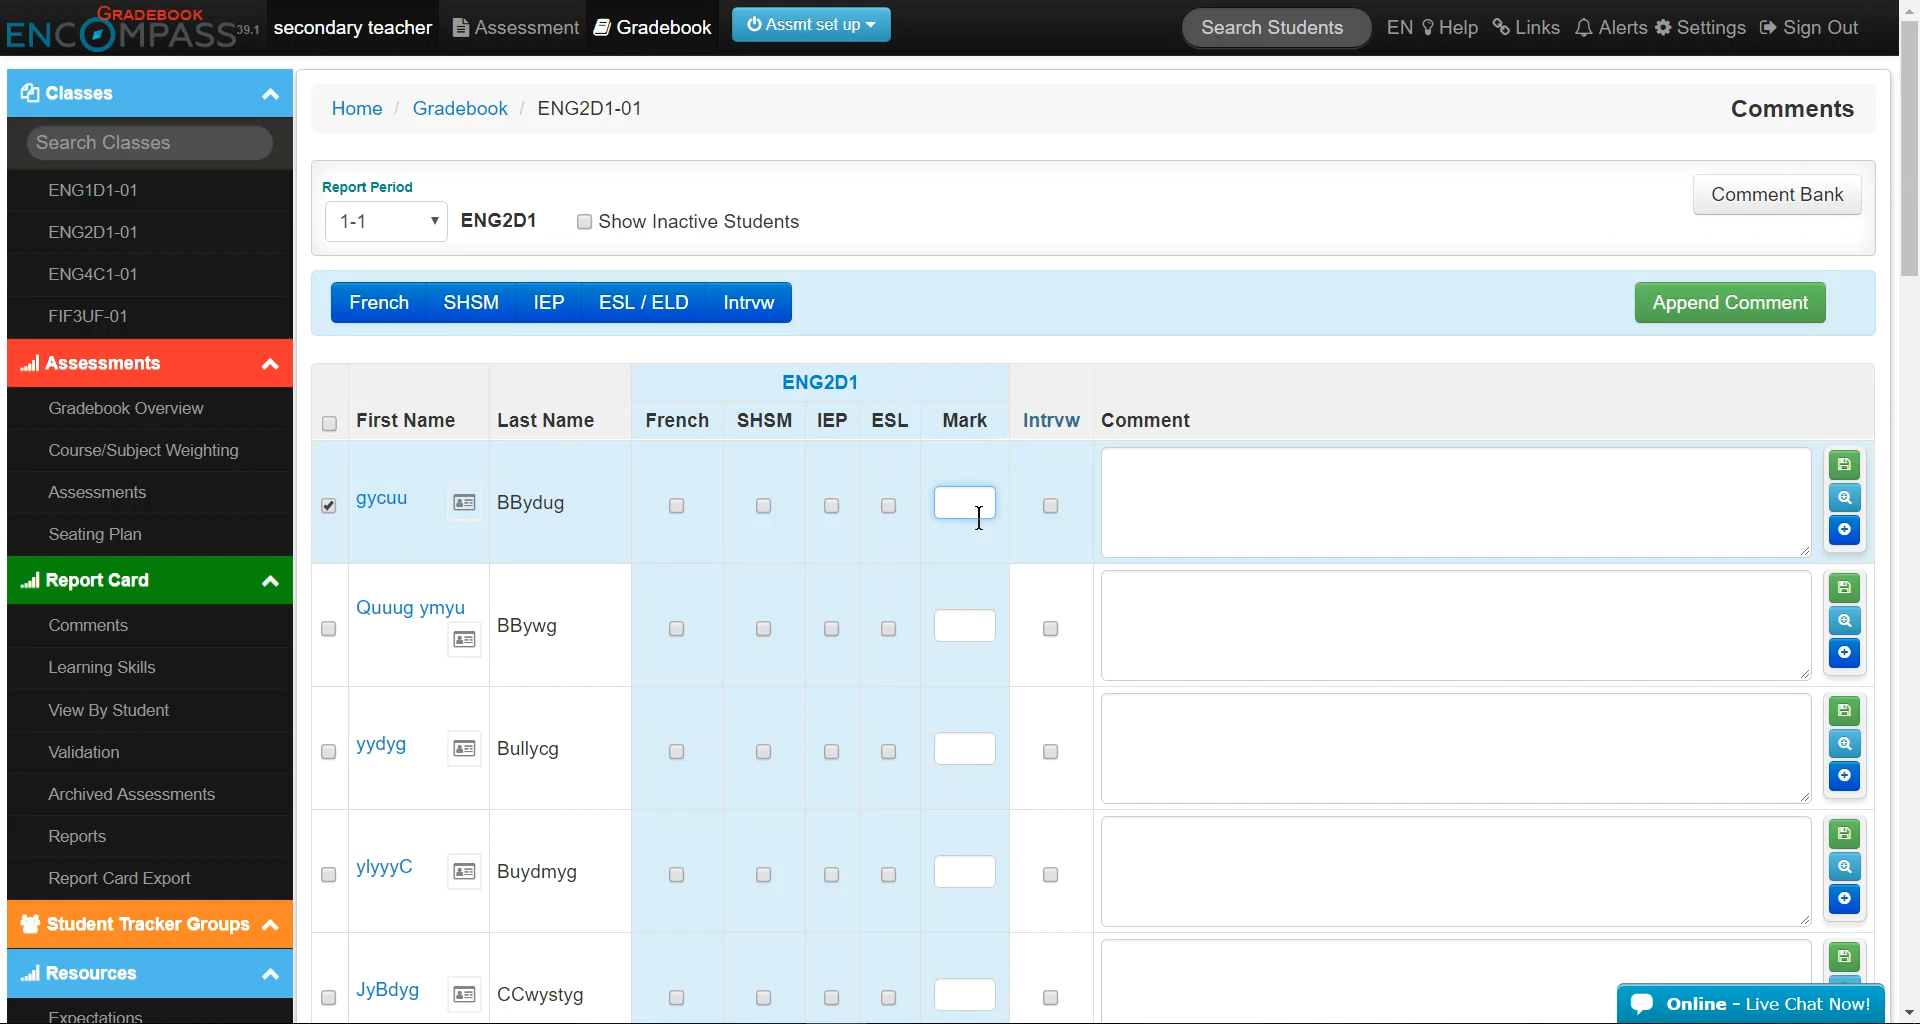 GRADEBOOK
ENCOMPASS 39.1
secondary teacher
Assessment
Gradebook
Assmt set up
Search Students
EN
Help
Links
Alerts
Settings
Sign Out
Classes
Search Classes
ENG1D1-01
ENG2D1-01
ENG4C1-01
FIF3UF-01
Assessments
Gradebook Overview
Course/Subject Weighting
Assessments
Seating Plan
Report Card
Comments
Learning Skills
View By Student
Validation
Archived Assessments
Reports
Report Card Export
Student Tracker Groups
Resources
Expectations
Home / Gradebook / ENG2D1-01
Comments
Report Period
1-1
ENG2D1
Show Inactive Students
Comment Bank
French
SHSM
IEP
ESL / ELD
Intrvw
Append Comment
ENG2D1
First Name
Last Name
French
SHSM
IEP
ESL
Mark
Intrvw
Comment
gycuu
BBydug
Quuug ymyu
BBywg
yydyg
Bullycg
ylyyyC
Buydmyg
JyBdyg
CCwystyg
Online - Live Chat Now!